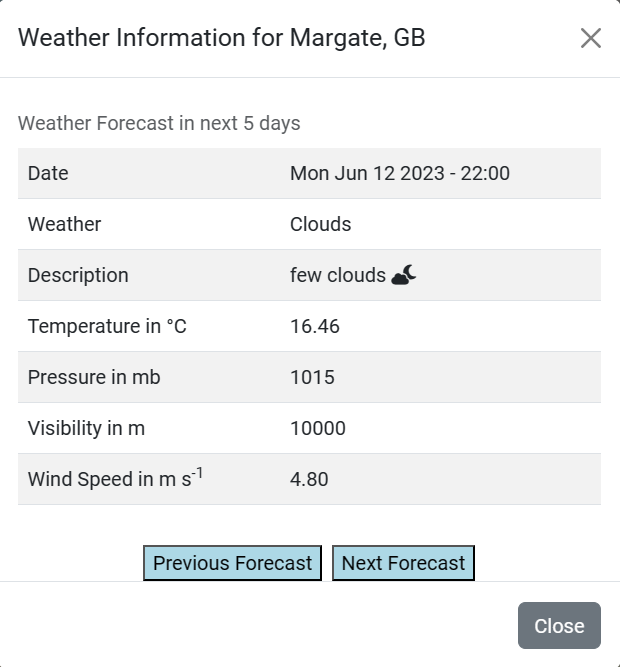 Weather Information for Margate, GB
Weather Forecast in next 5 days
Date Mon Jun 12 2023 - 22:00
Weather Clouds
Description few clouds
Temperature in °C 16.46
Pressure in mb 1015
Visibility in m 10000
Wind Speed in m s-1 4.80
Previous Forecast Next Forecast
Close